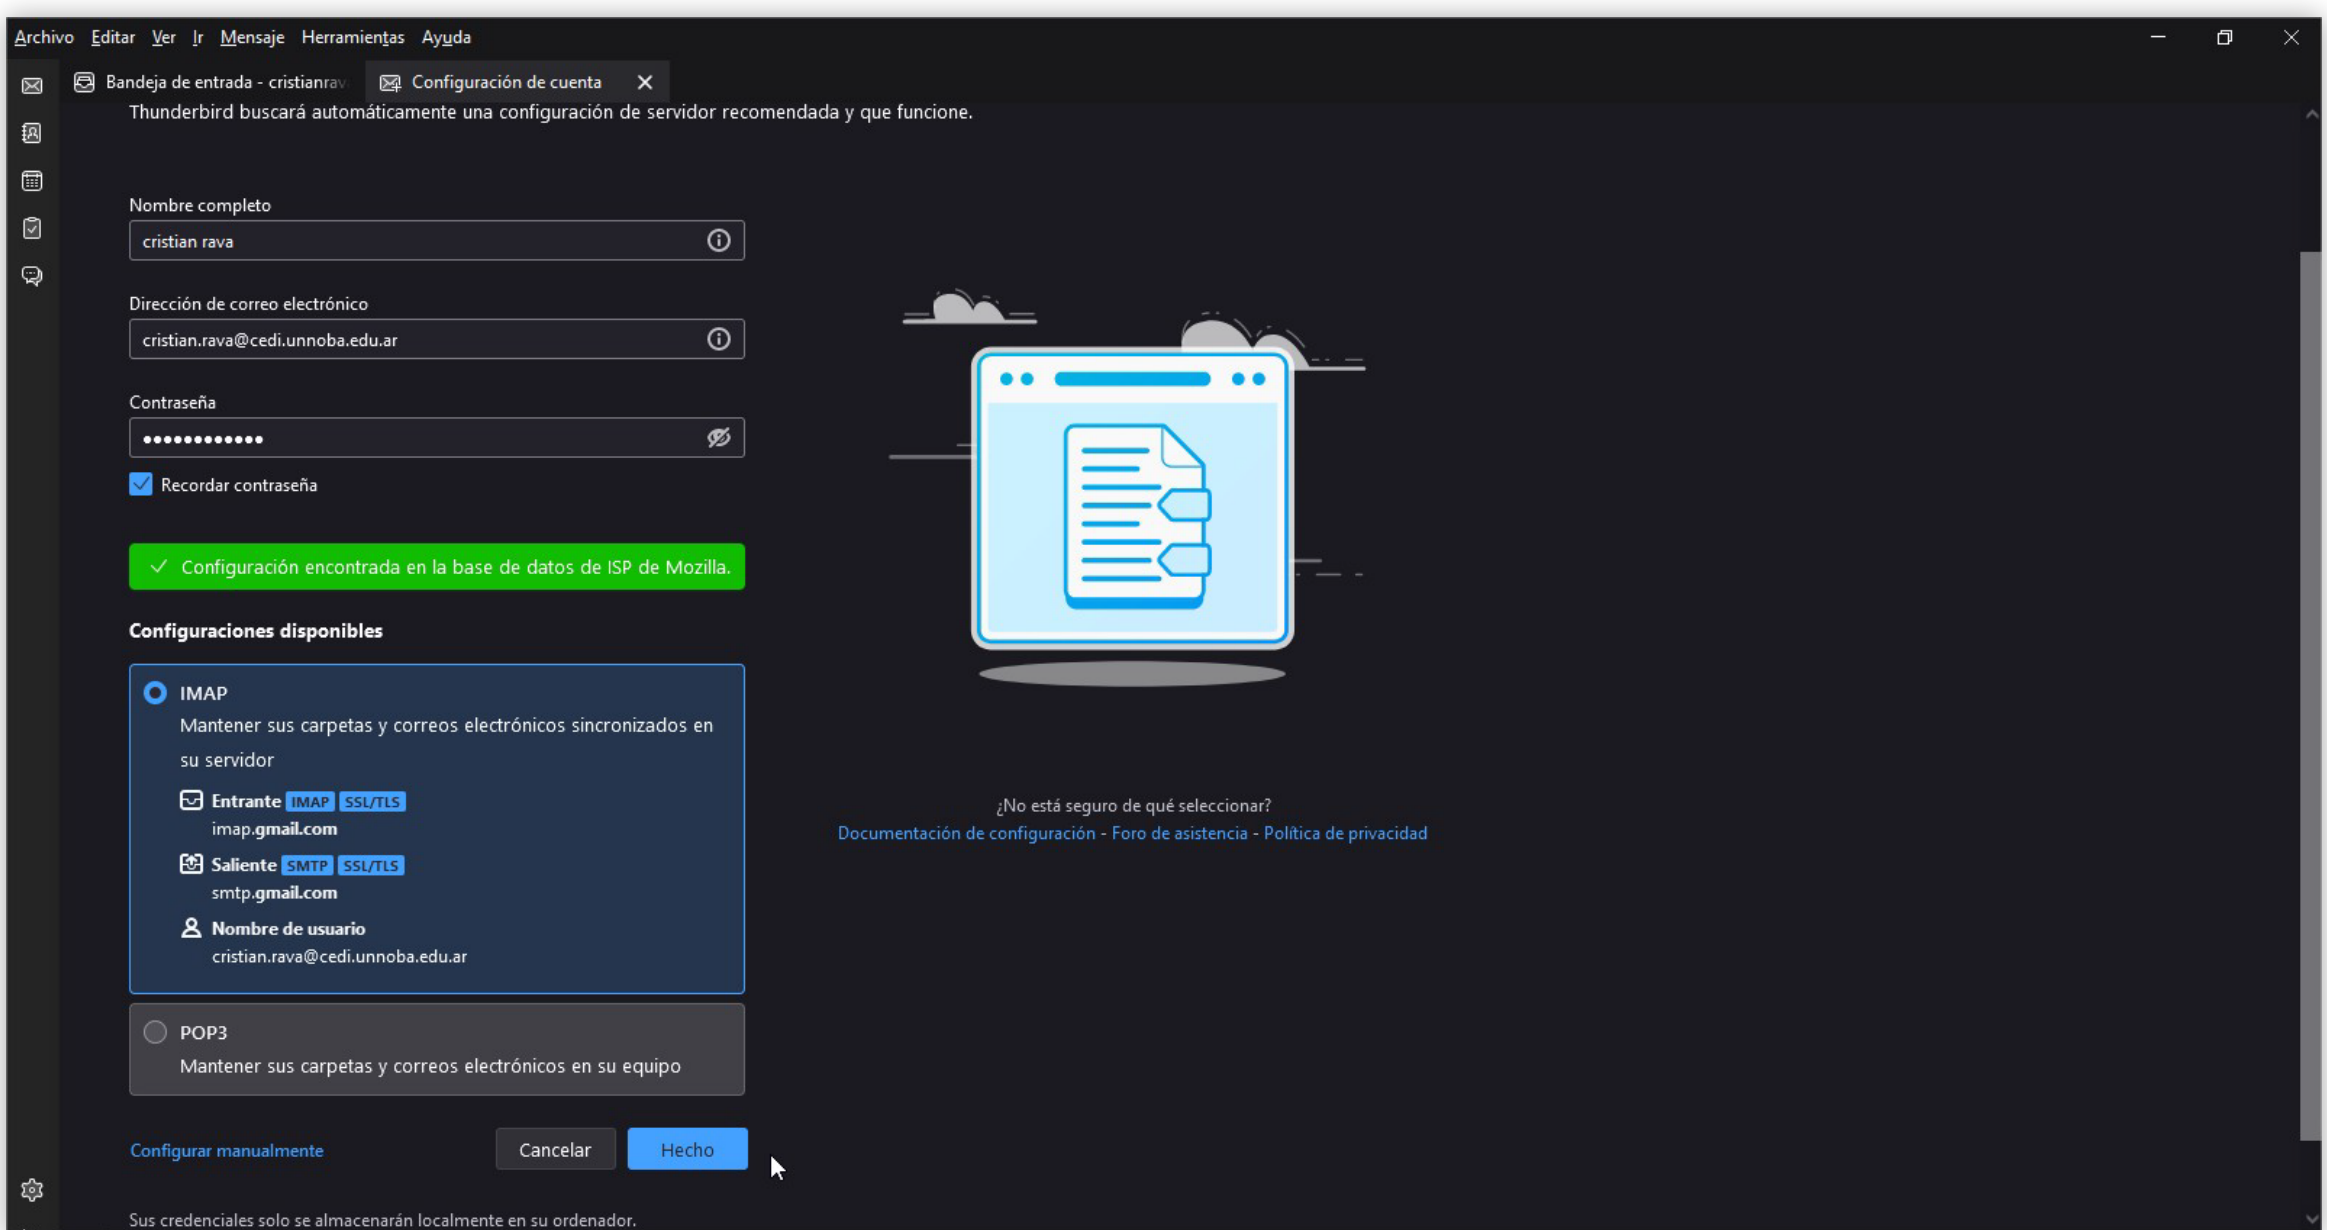 Archivo Editar Ver Ir Mensaje Herramientas Ayuda
Bandeja de entrada - cristianrav
Configuración de cuenta
Thunderbird buscará automáticamente una configuración de servidor recomendada y que funcione.
Nombre completo
cristian rava
Dirección de correo electrónico
cristian.rava@cedi.unnoba.edu.ar
Contraseña
••••••••••••
Recordar contraseña
Configuración encontrada en la base de datos de ISP de Mozilla.
Configuraciones disponibles
IMAP
Mantener sus carpetas y correos electrónicos sincronizados en
su servidor
Entrante IMAP SSL/TLS
imap.gmail.com
Saliente SMTP SSL/TLS
smtp.gmail.com
Nombre de usuario
cristian.rava@cedi.unnoba.edu.ar
POP3
Mantener sus carpetas y correos electrónicos en su equipo
Configurar manualmente
Cancelar
Hecho
Sus credenciales solo se almacenarán localmente en su ordenador.
¿No está seguro de qué seleccionar?
Documentación de configuración - Foro de asistencia - Política de privacidad